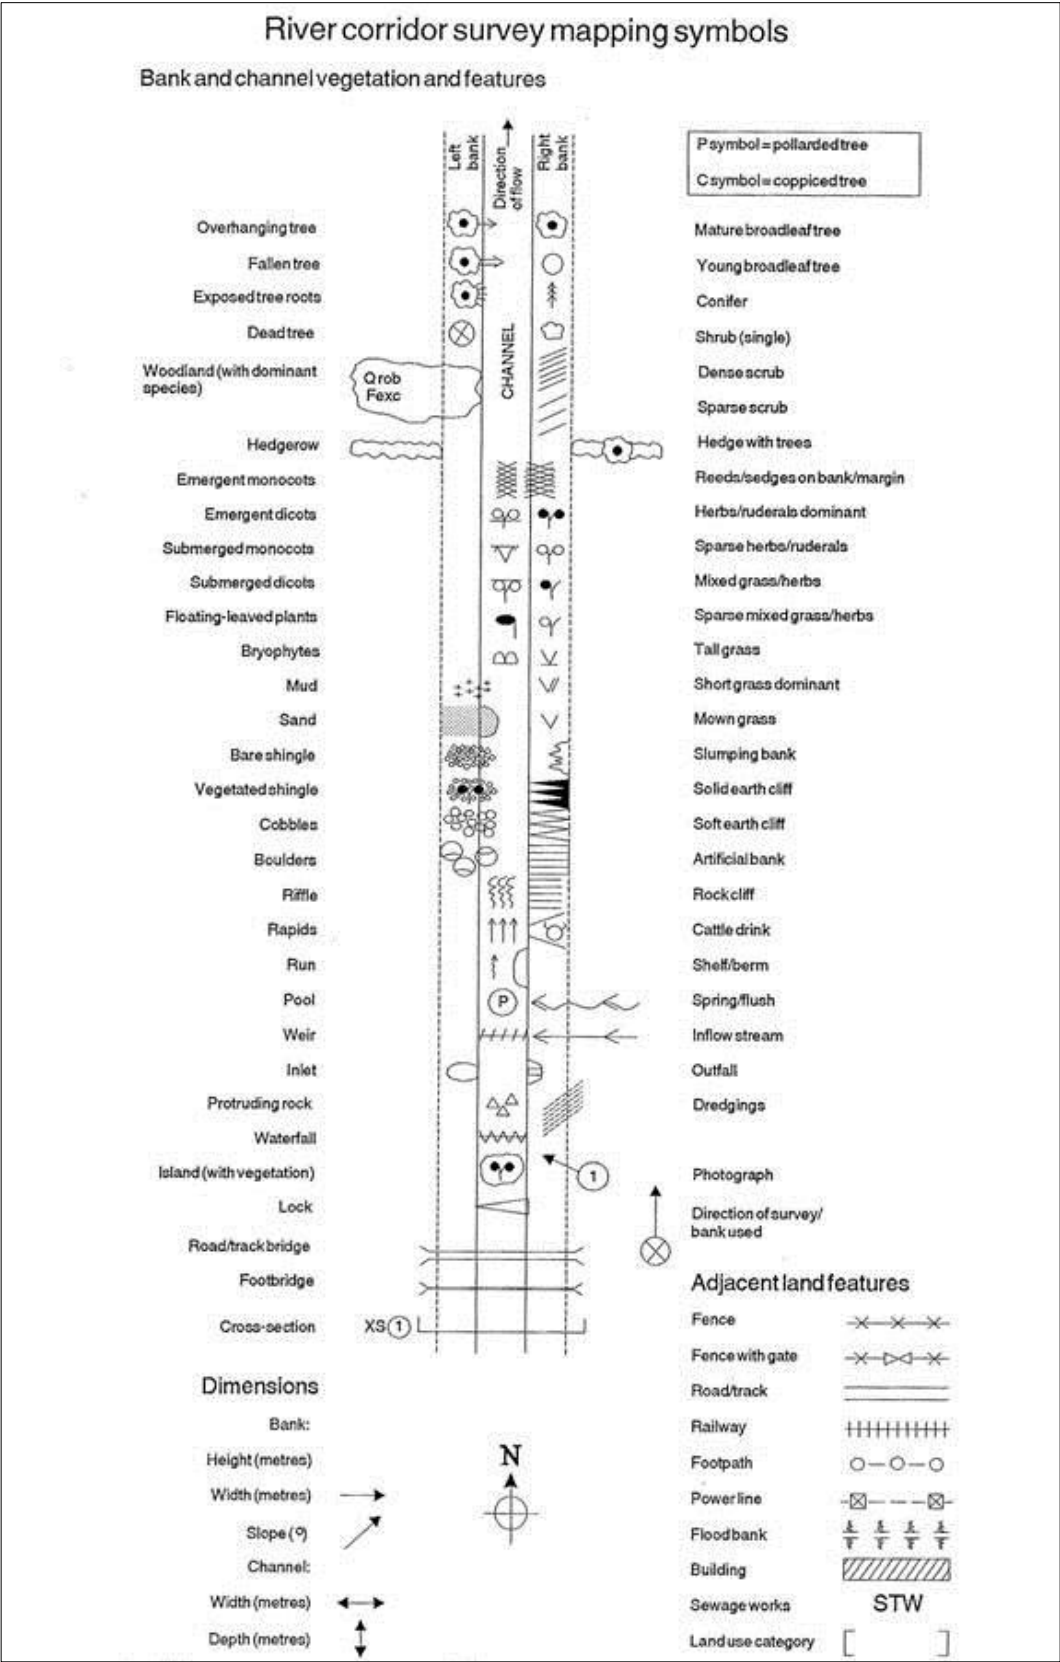 River corridor survey mapping symbols
Bank and channel vegetation and features
Left bank
Direction of flow
Right bank
P symbol = pollarded tree
C symbol = coppiced tree
CHANNEL
Overhanging tree
Fallen tree
Exposed tree roots
Dead tree
Woodland (with dominant
species)
Q rob
F exc
Hedgerow
Emergent monocots
Emergent dicots
Submerged monocots
Submerged dicots
Floating-leaved plants
Bryophytes
Mud
Sand
Bare shingle
Vegetated shingle
Cobbles
Boulders
Riffle
Rapids
Run
Pool
P
Weir
Inlet
Protruding rock
Waterfall
Island (with vegetation)
Lock
Road/track bridge
Footbridge
Cross-section
XS 1
Mature broadleaf tree
Young broadleaf tree
Conifer
Shrub (single)
Dense scrub
Sparse scrub
Hedge with trees
Reeds/sedges on bank/margin
Herbs/ruderals dominant
Sparse herbs/ruderals
Mixed grass/herbs
Sparse mixed grass/herbs
Tall grass
Short grass dominant
Mown grass
Slumping bank
Solid earth cliff
Soft earth cliff
Artificial bank
Rock cliff
Cattle drink
Shelf/berm
Spring/flush
Inflow stream
Outfall
Dredgings
1
Photograph
Direction of survey/
bank used
Dimensions
Bank:
Height (metres)
Width (metres)
Slope (º)
Channel:
Width (metres)
Depth (metres)
N
Adjacent land features
Fence
Fence with gate
Road/track
Railway
Footpath
Power line
Flood bank
Building
Sewage works
STW
Land use category